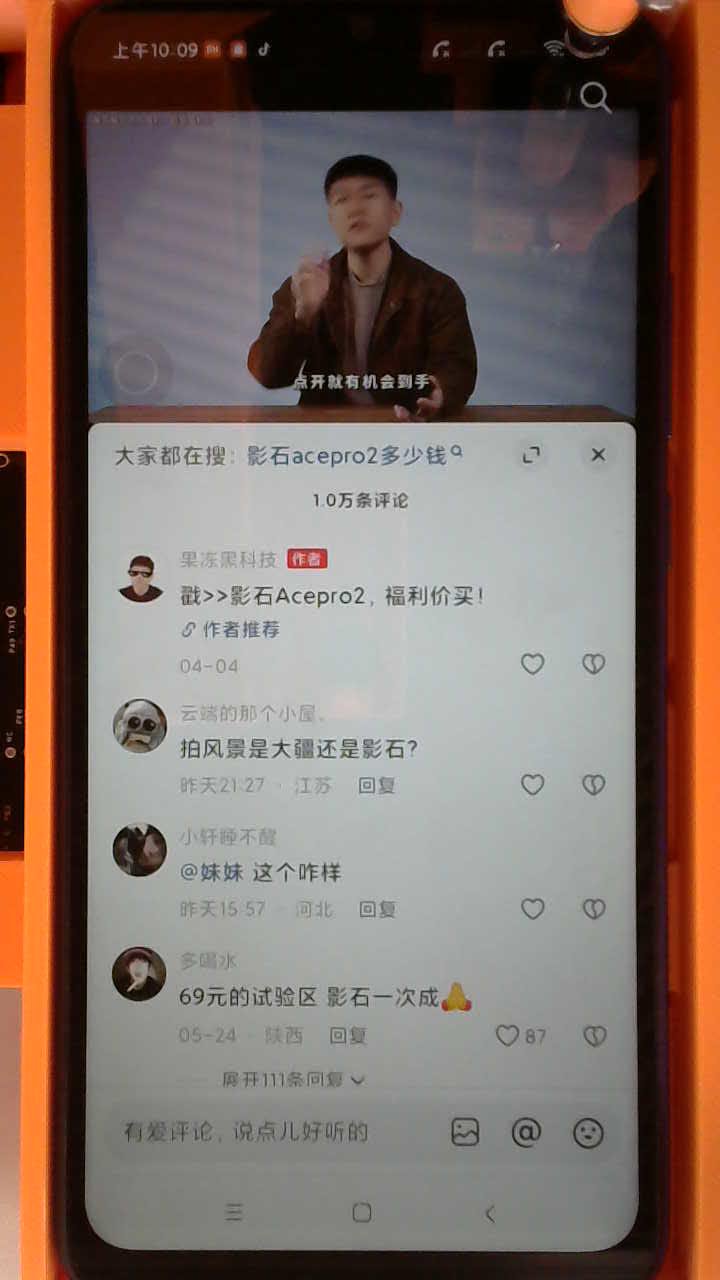 上午10:09
点开就有机会到手
大家都在搜：影石acepro2多少钱
1.0万条评论
果冻黑科技 作者
戳>>影石Acepro2，福利价买！
作者推荐
04-04
云端的那个小屋、
拍风景是大疆还是影石？
昨天21:27 · 江苏 回复
小轩睡不醒
@妹妹 这个咋样
昨天15:57 · 河北 回复
多喝水
69元的试验区 影石一次成🙏
05-24 · 陕西 回复 87
展开111条回复
有爱评论，说点儿好听的